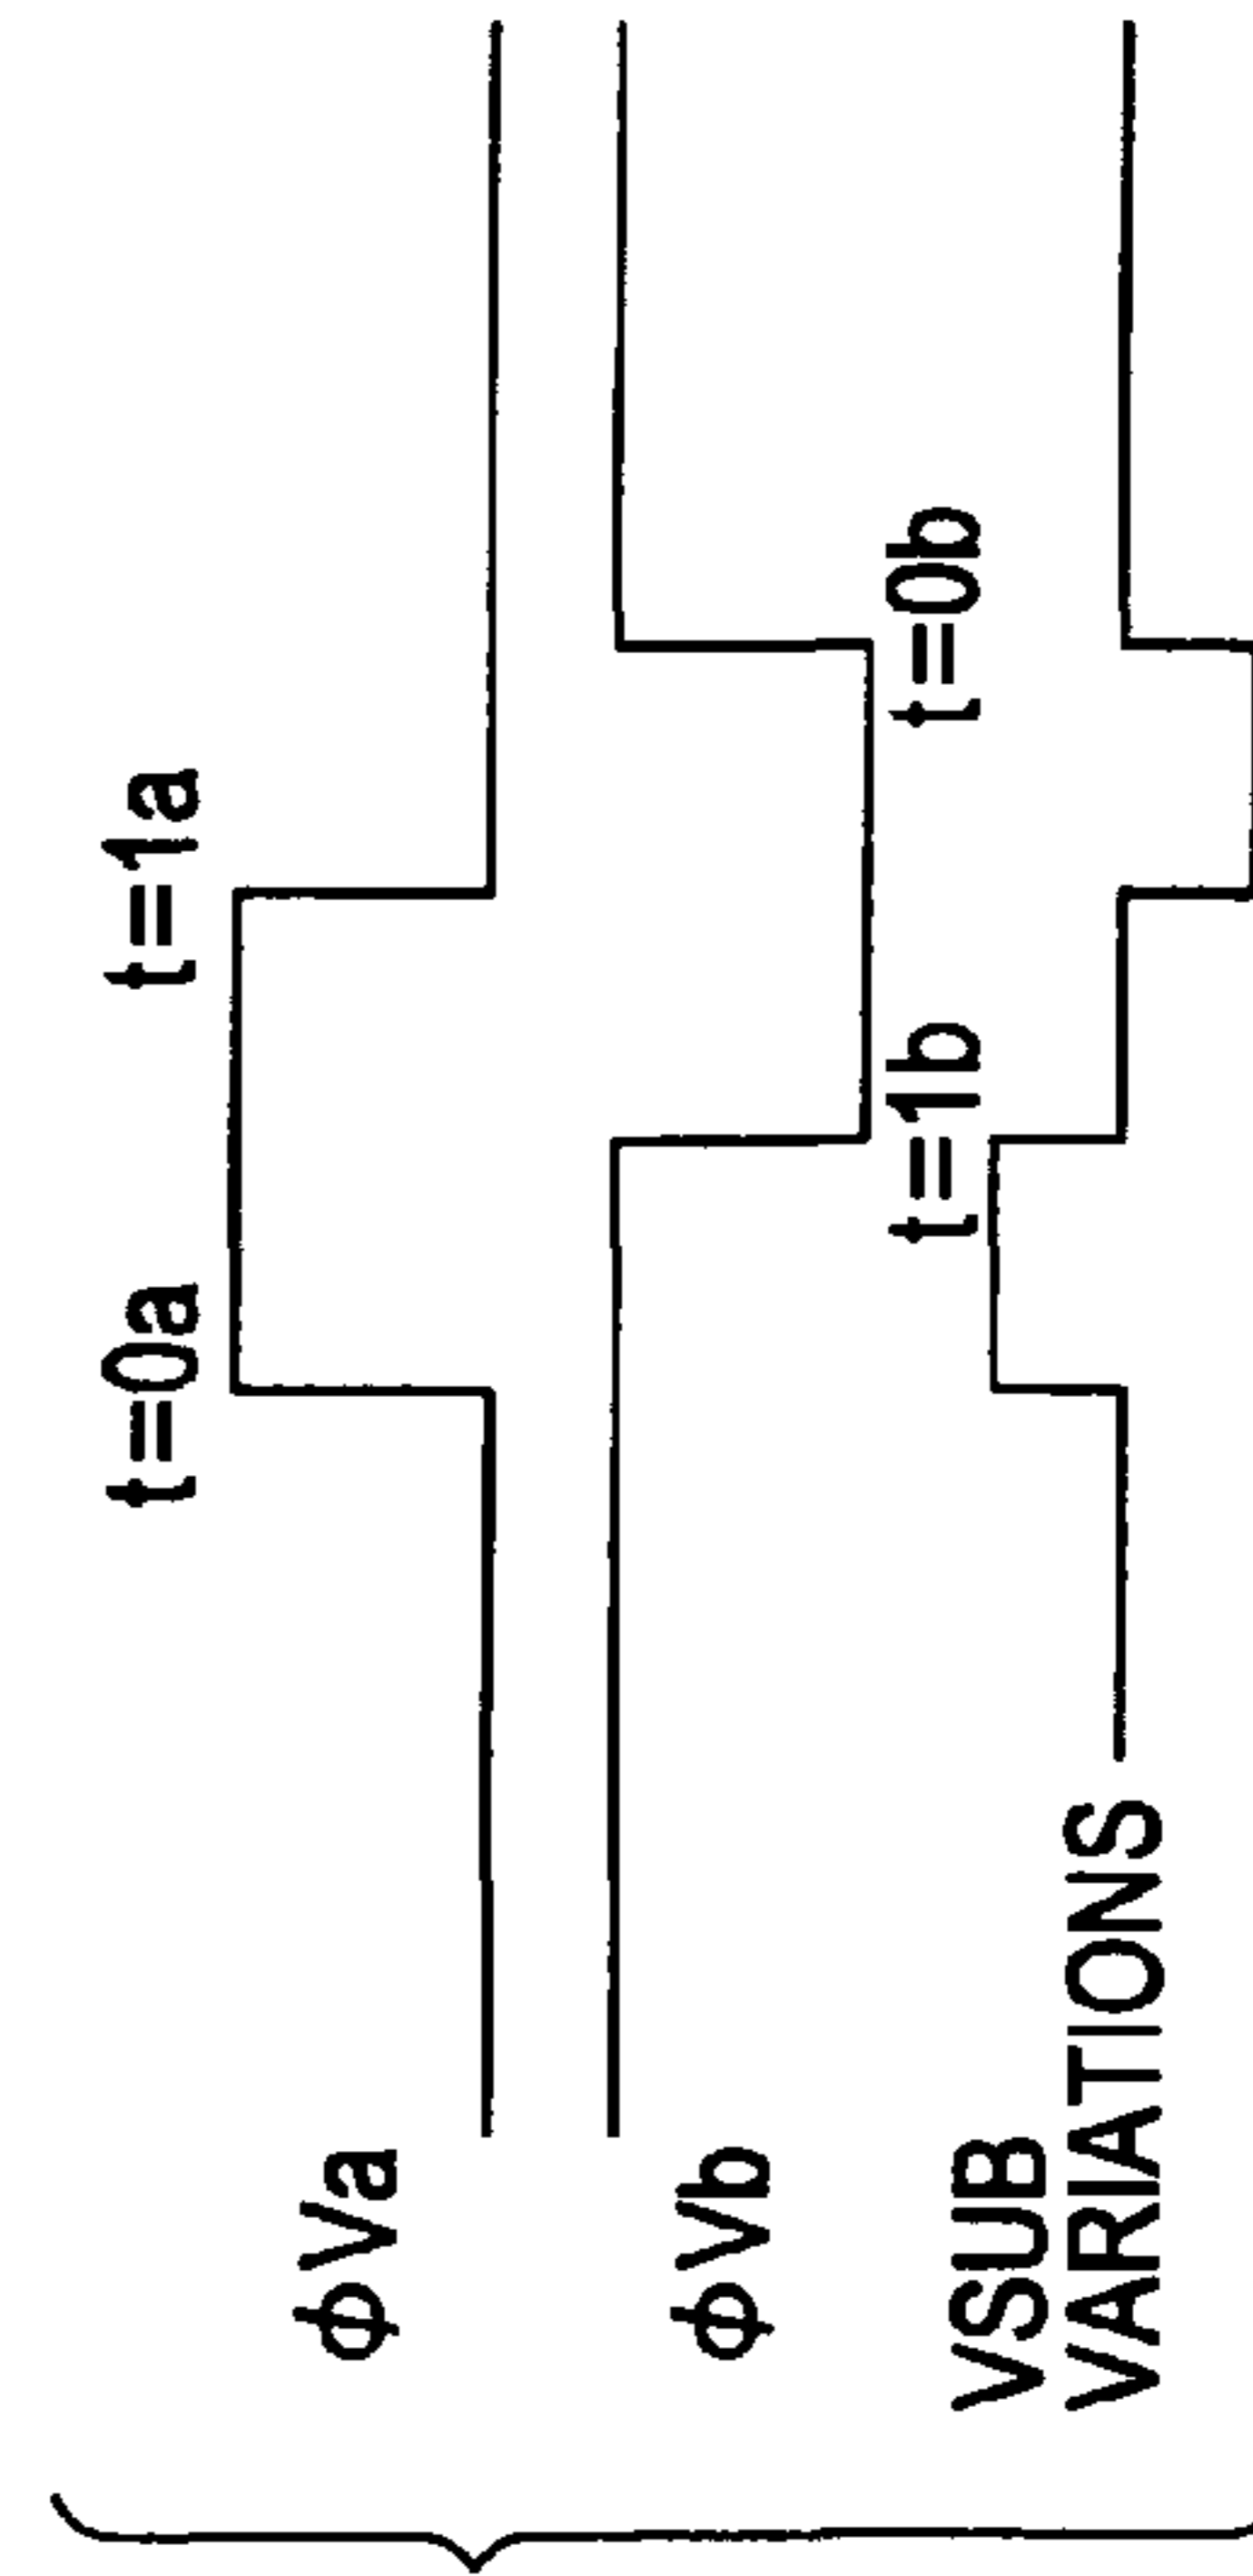 t=0a
t=1a
φVa
φVb
t=1b
t=0b
VSUB
VARIATIONS